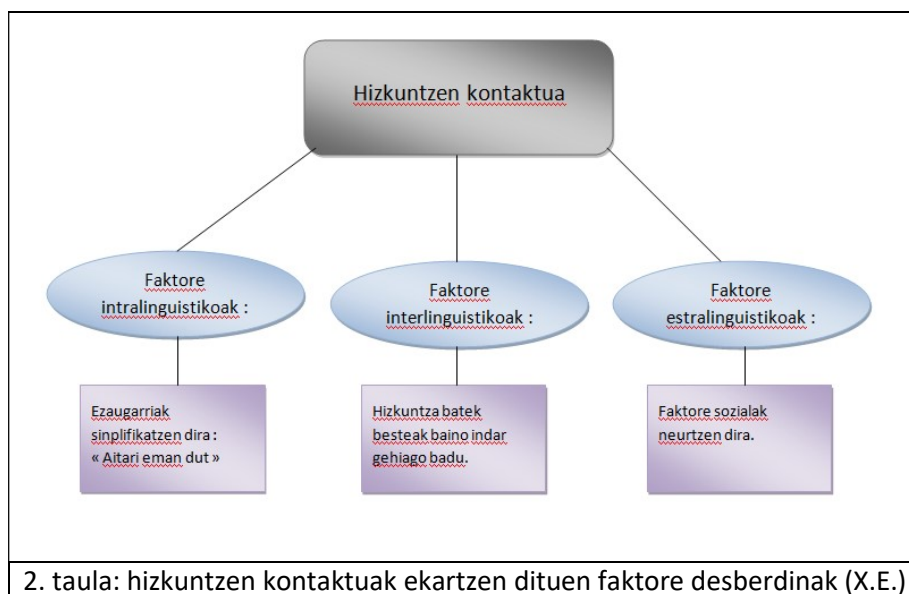 Hizkuntzen kontaktua
Faktore
intralinguistikoak :
Faktore
interlinguistikoak :
Faktore
estralinguistikoak :
Ezaugarriak
sinplifikatzen dira :
« Aitari eman dut »
Hizkuntza batek
besteak baino indar
gehiago badu.
Faktore sozialak
neurtzen dira.
2. taula: hizkuntzen kontaktuak ekartzen dituen faktore desberdinak (X.E.)